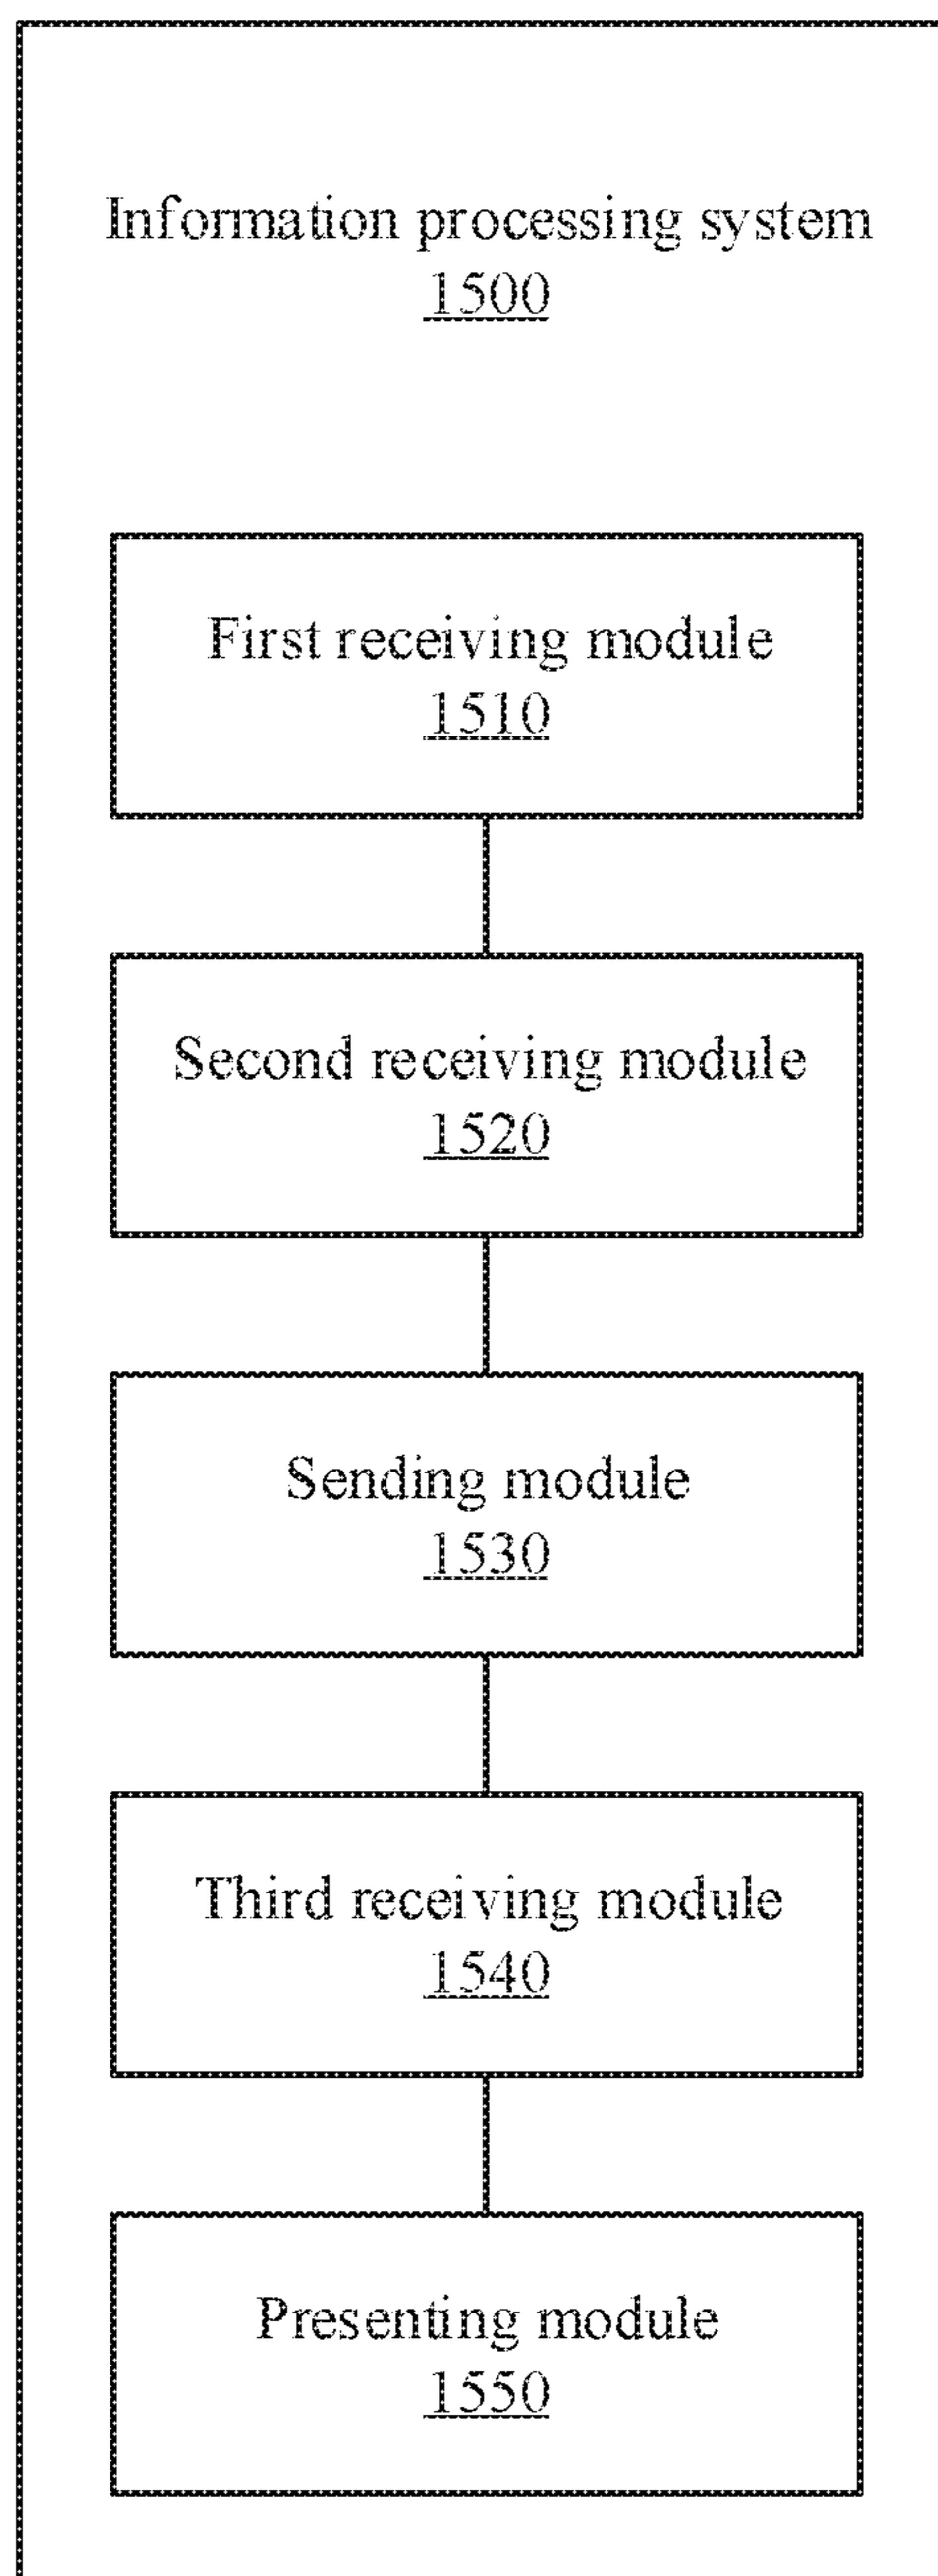 Information processing system
1500
First receiving module
1510
Second receiving module
1520
Sending module
1530
Third receiving module
1540
Presenting module
1550